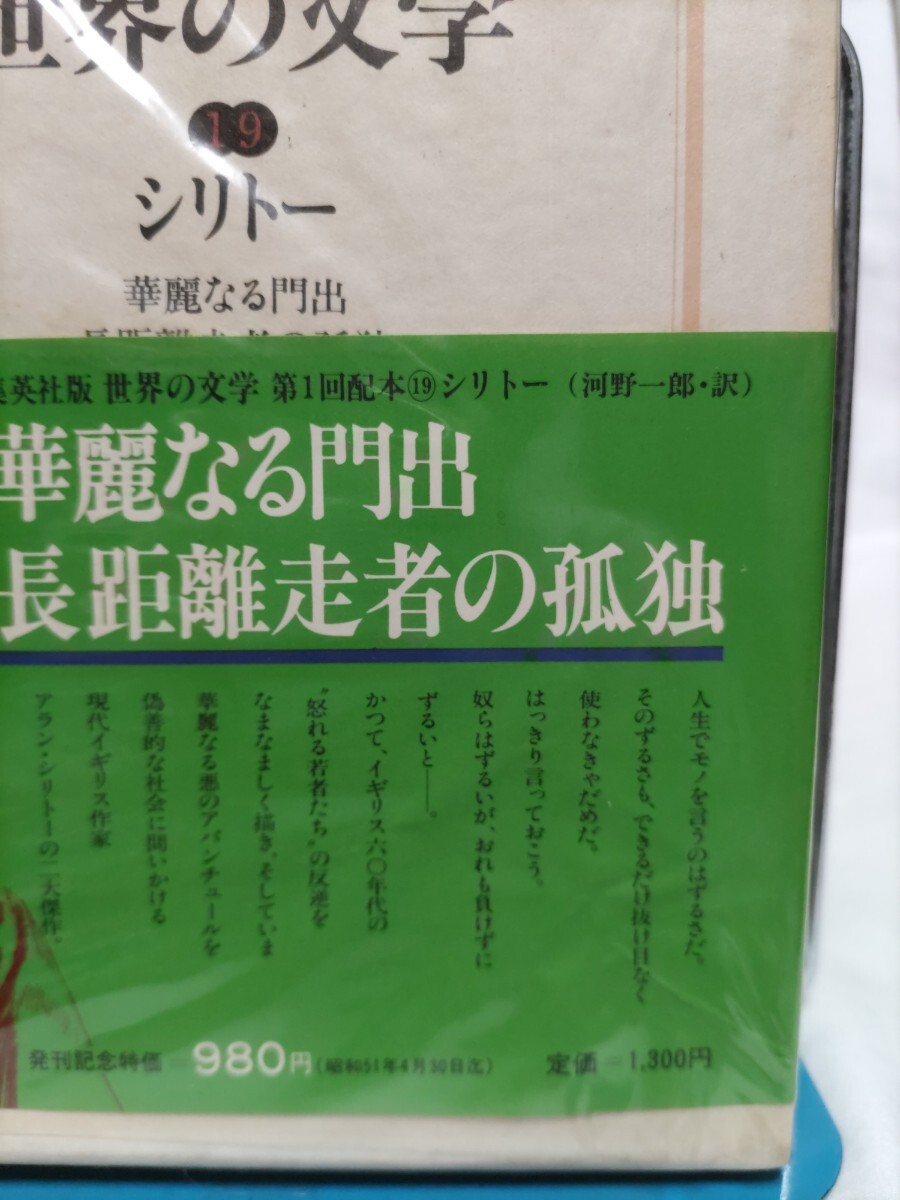 世界の文学
19
シリトー
華麗なる門出
長距離走者の孤独
集英社版 世界の文学 第1回配本⑲シリトー(河野一郎・訳)
華麗なる門出
長距離走者の孤独
人生でモノを言うのはずるさだ。
そのずるさも、できるだけ抜け目なく
使わなきゃだめだ。
はっきり言っておこう。
奴らはずるいが、おれも負けずに
ずるいと——。
かつて、イギリス六〇年代の
“怒れる若者たち”の反逆を
なまなましく描き、そしていま
華麗なる悪のアバンチュールを
偽善的な社会に問いかける
現代イギリス作家
アラン・シリトーの二大傑作。
発刊記念特価=980円(昭和51年4月30日迄)
定価=1,300円